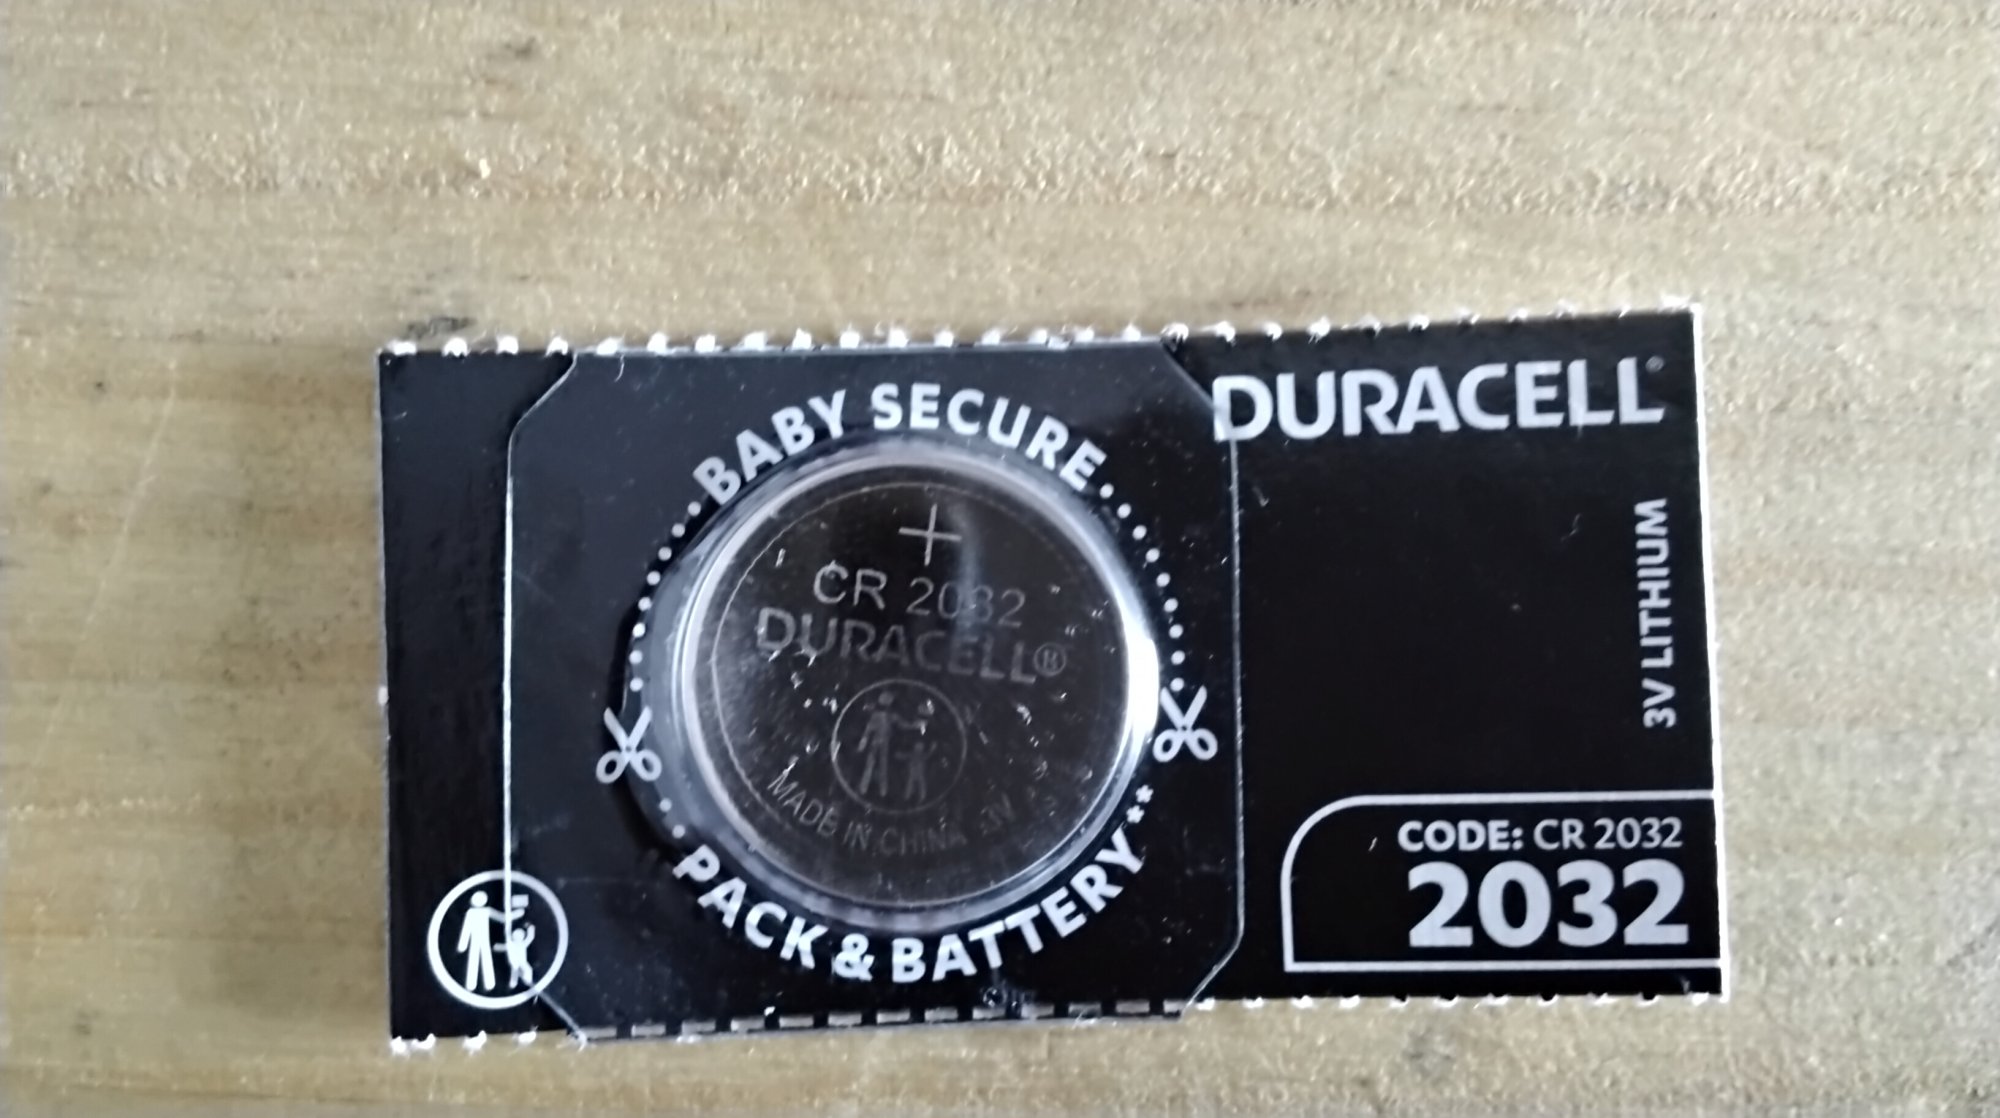 BABY SECURE
DURACELL
+
CR 2032
DURACELL®
MADE IN CHINA 3V
PACK & BATTERY**
3V LITHIUM
CODE: CR 2032
2032